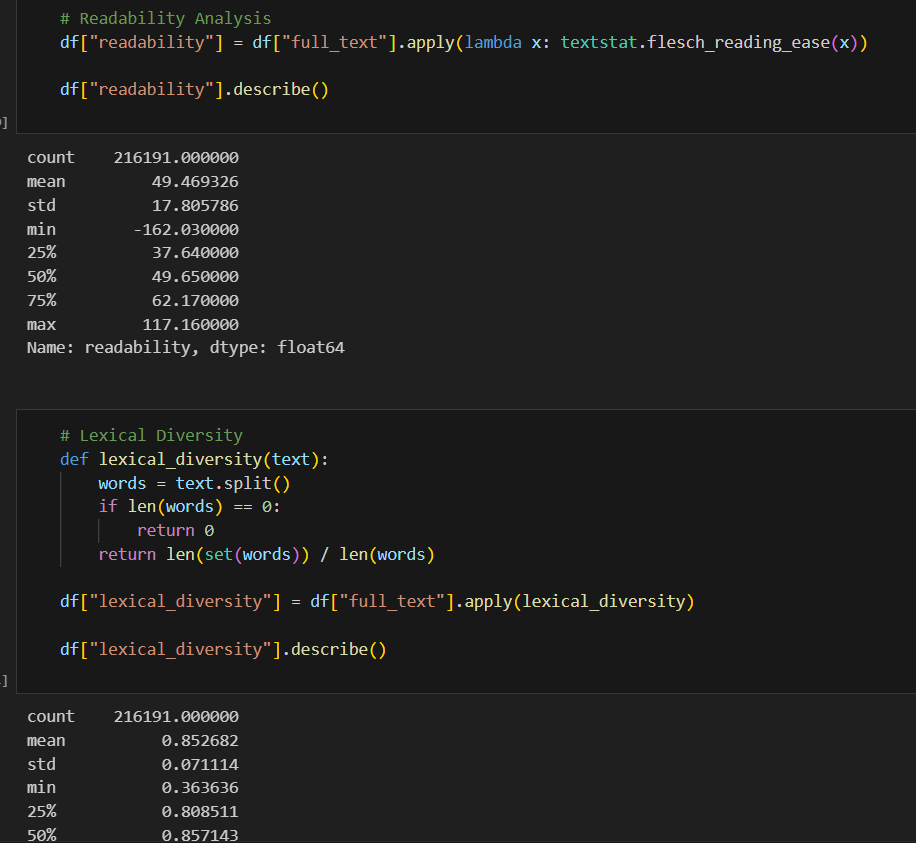 # Readability Analysis
df["readability"] = df["full_text"].apply(lambda x: textstat.flesch_reading_ease(x))
df["readability"].describe()
]
count    216191.000000
mean         49.469326
std          17.805786
min        -162.030000
25%          37.640000
50%          49.650000
75%          62.170000
max         117.160000
Name: readability, dtype: float64
# Lexical Diversity
def lexical_diversity(text):
    words = text.split()
    if len(words) == 0:
        return 0
    return len(set(words)) / len(words)
df["lexical_diversity"] = df["full_text"].apply(lexical_diversity)
df["lexical_diversity"].describe()
]
count    216191.000000
mean          0.852682
std           0.071114
min           0.363636
25%           0.808511
50%           0.857143